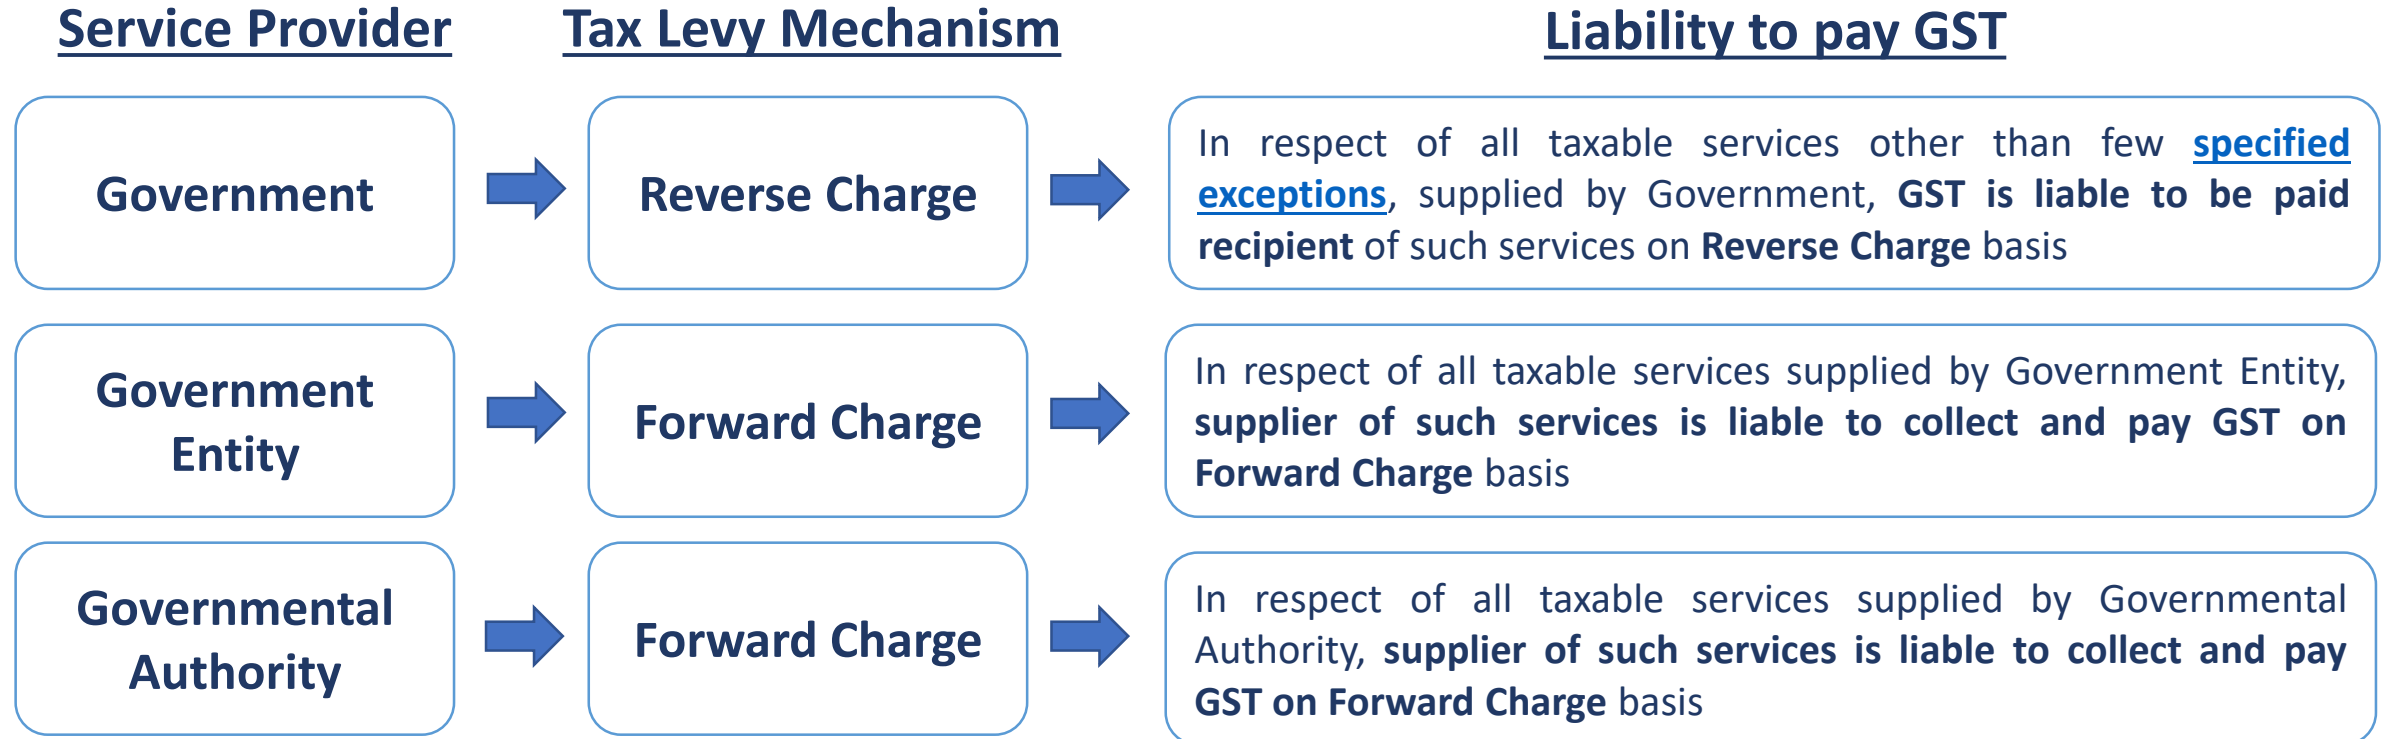 Service Provider
Tax Levy Mechanism
Liability to pay GST
Government
Reverse Charge
In respect of all taxable services other than few specified
exceptions, supplied by Government, GST is liable to be paid
recipient of such services on Reverse Charge basis
Government
Entity
Forward Charge
In respect of all taxable services supplied by Government Entity,
supplier of such services is liable to collect and pay GST on
Forward Charge basis
Governmental
Authority
Forward Charge
In respect of all taxable services supplied by Governmental
Authority, supplier of such services is liable to collect and pay
GST on Forward Charge basis